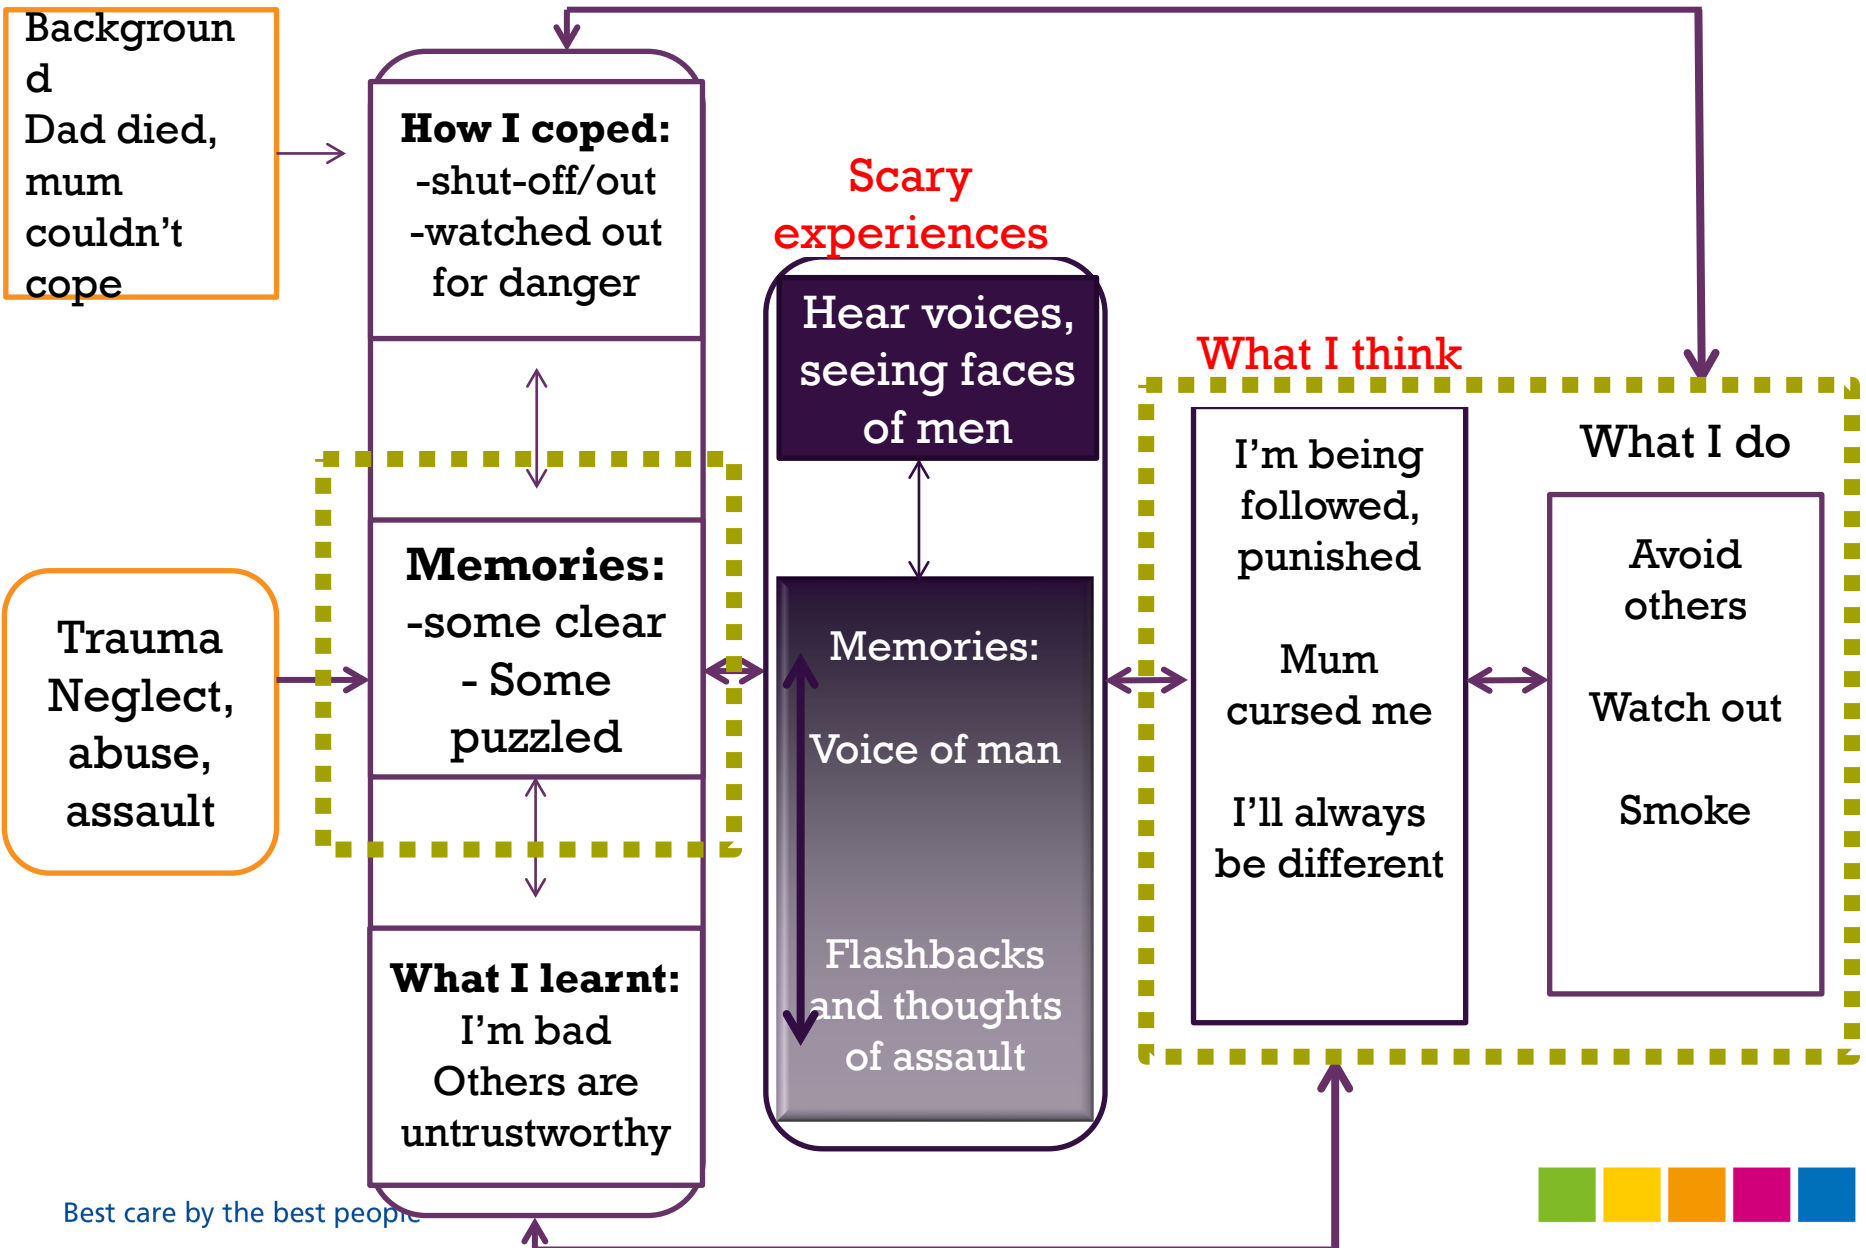 Backgroun
d
Dad died,
mum
couldn't
cope
How I coped:
-shut-off/out
-watched out
for danger
Scary
experiences
Hear voices,
seeing faces
of men
What I think
I'm being
followed,
punished
Mum
cursed me
I'll always
be different
What I do
Avoid
others
Watch out
Smoke
Trauma
Neglect,
abuse,
assault
Memories:
-some clear
- Some
puzzled
Memories:
Voice of man
Flashbacks
and thoughts
of assault
What I learnt:
I'm bad
Others are
untrustworthy
Best care by the best people